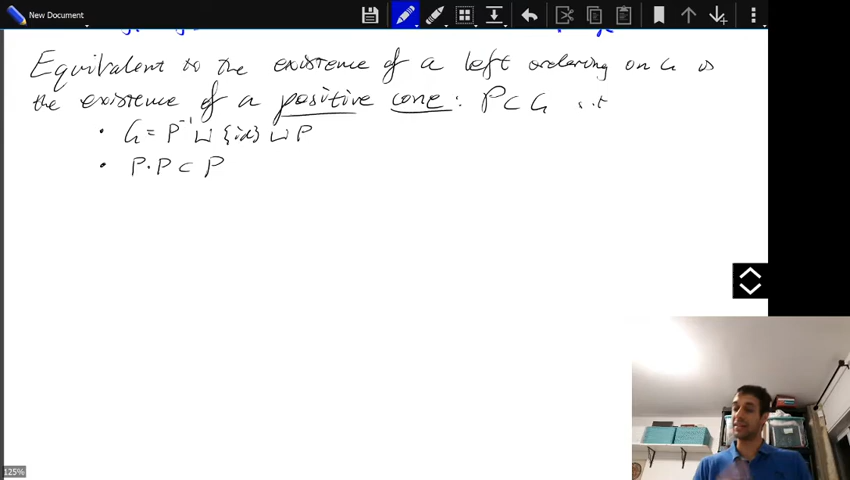 New Document
Equivalent to the existence of a left ordering on G is
the existence of a positive cone: P ⊂ G s.t
• G = P⁻¹ ⊔ {id} ⊔ P
• P·P ⊂ P
125%